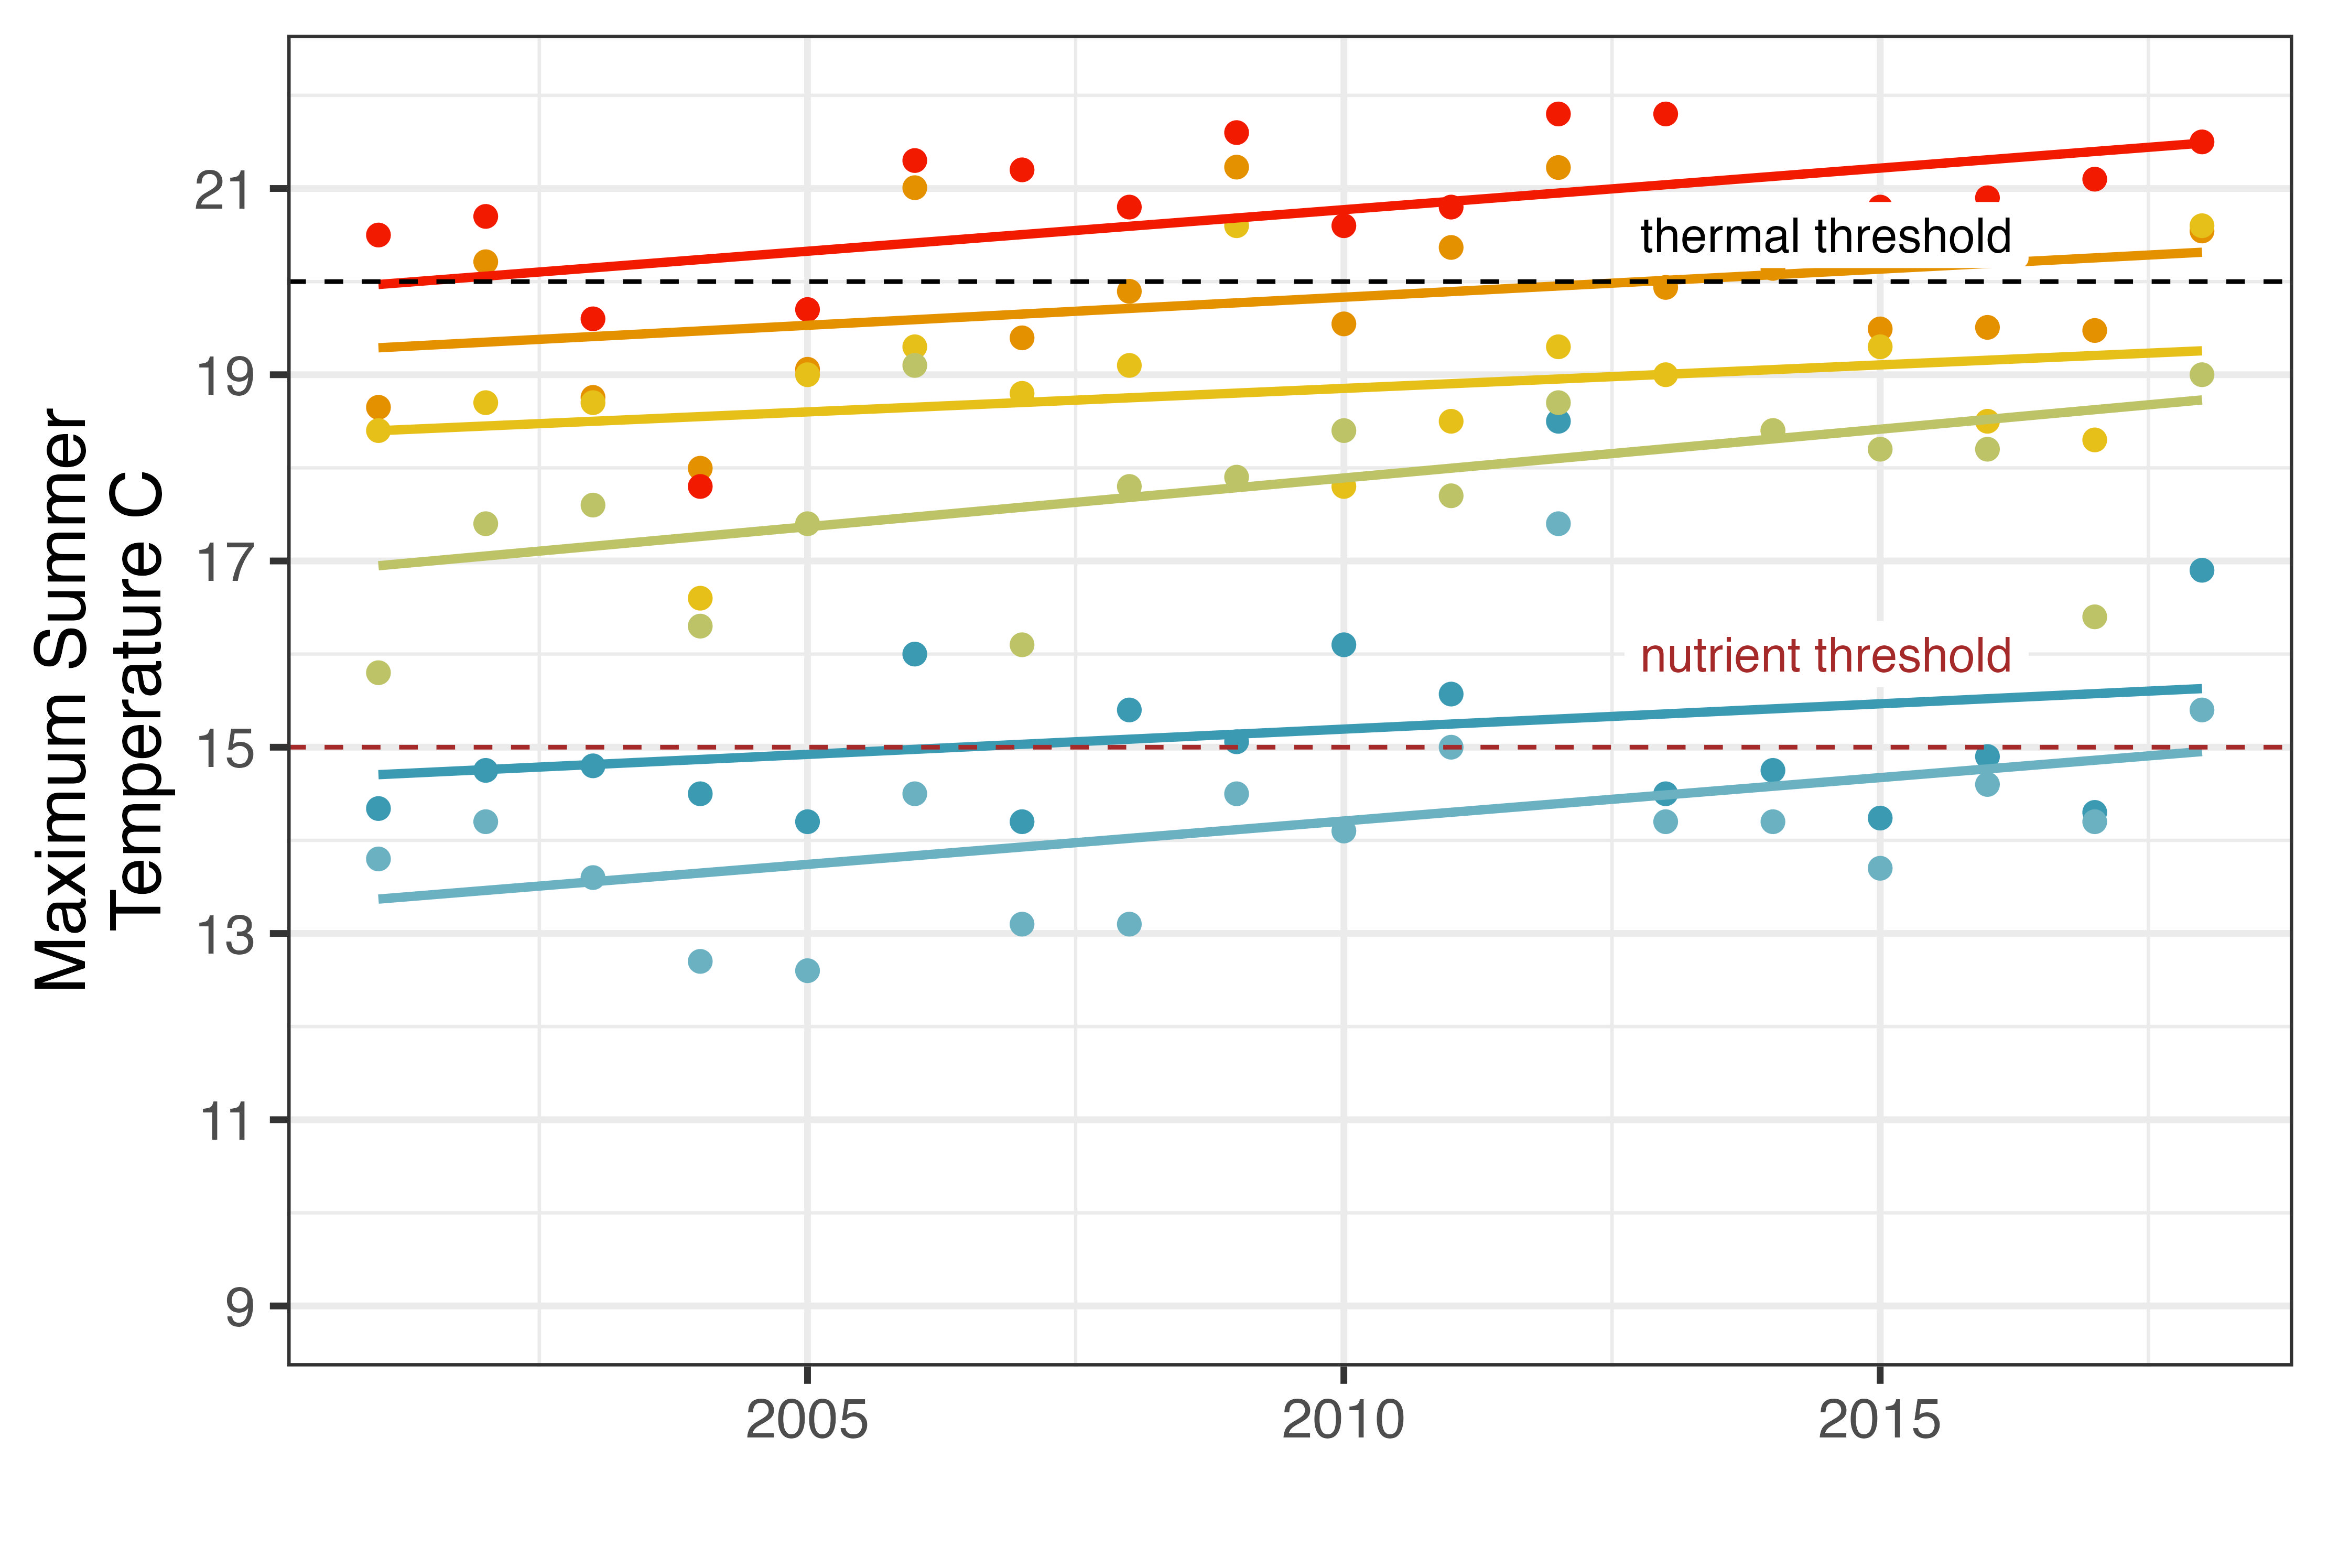 Maximum Summer
Temperature C
21
19
17
15
13
11
9
thermal threshold
nutrient threshold
2005
2010
2015